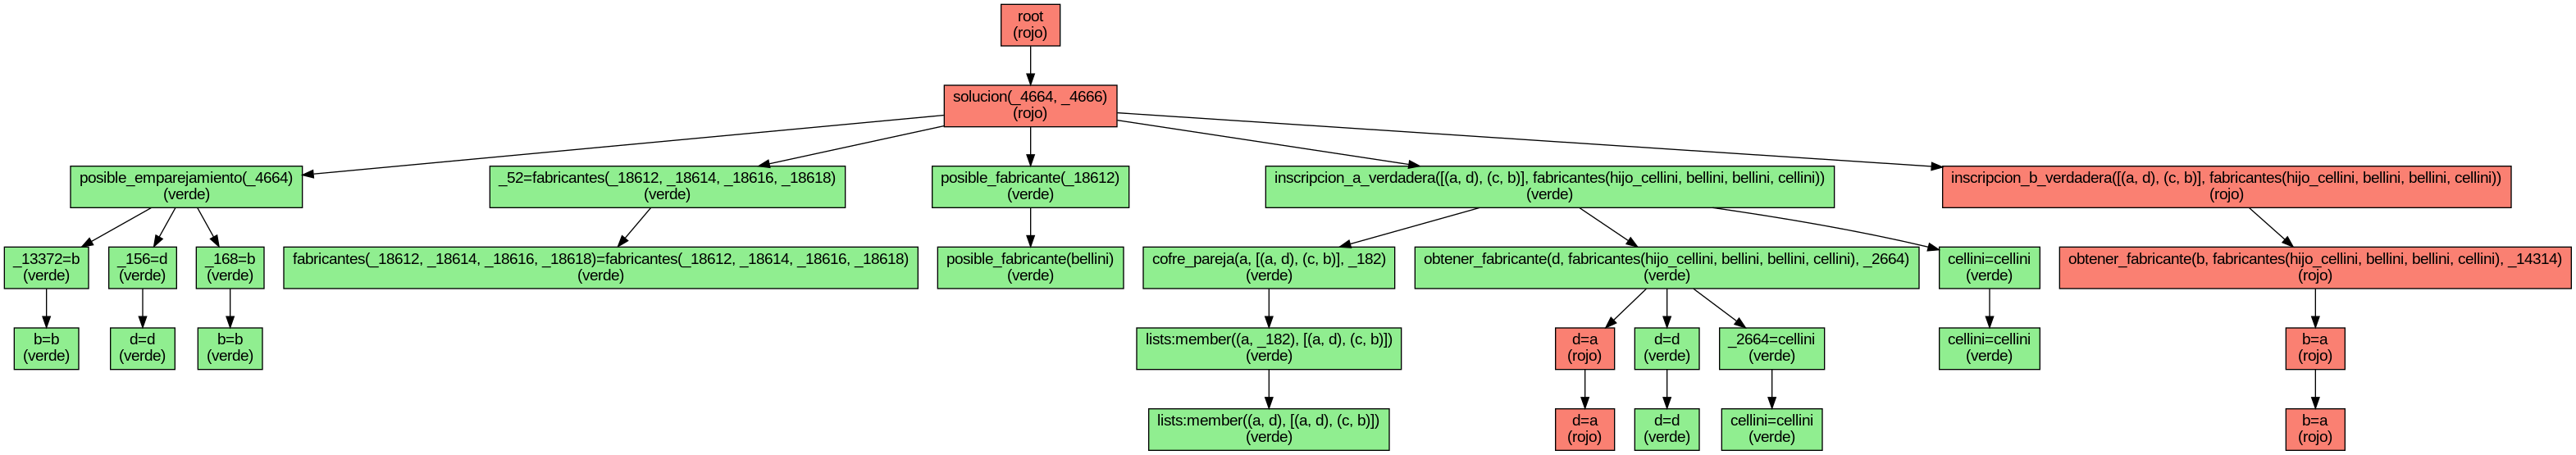 root
(rojo)
solucion(_4664, _4666)
(rojo)
posible_emparejamiento(_4664)
(verde)
_52=fabricantes(_18612, _18614, _18616, _18618)
(verde)
posible_fabricante(_18612)
(verde)
inscripcion_a_verdadera([(a, d), (c, b)], fabricantes(hijo_cellini, bellini, bellini, cellini))
(verde)
inscripcion_b_verdadera([(a, d), (c, b)], fabricantes(hijo_cellini, bellini, bellini, cellini))
(rojo)
_13372=b
(verde)
_156=d
(verde)
_168=b
(verde)
fabricantes(_18612, _18614, _18616, _18618)=fabricantes(_18612, _18614, _18616, _18618)
(verde)
posible_fabricante(bellini)
(verde)
cofre_pareja(a, [(a, d), (c, b)], _182)
(verde)
obtener_fabricante(d, fabricantes(hijo_cellini, bellini, bellini, cellini), _2664)
(verde)
cellini=cellini
(verde)
obtener_fabricante(b, fabricantes(hijo_cellini, bellini, bellini, cellini), _14314)
(rojo)
b=b
(verde)
d=d
(verde)
b=b
(verde)
lists:member((a, _182), [(a, d), (c, b)])
(verde)
d=a
(rojo)
d=d
(verde)
_2664=cellini
(verde)
cellini=cellini
(verde)
b=a
(rojo)
lists:member((a, d), [(a, d), (c, b)])
(verde)
d=a
(rojo)
d=d
(verde)
cellini=cellini
(verde)
b=a
(rojo)